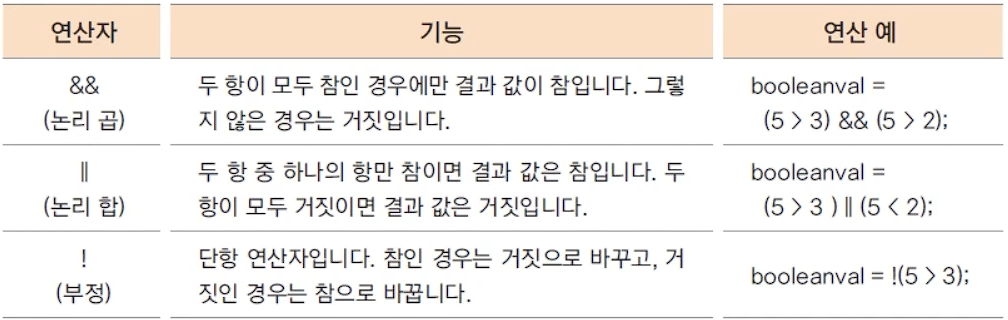 연산자 기능 연산 예
&&
(논리 곱)
두 항이 모두 참인 경우에만 결과 값이 참입니다. 그렇
지 않은 경우는 거짓입니다.
booleanval =
(5 > 3) && (5 > 2);
||
(논리 합)
두 항 중 하나의 항만 참이면 결과 값은 참입니다. 두
항이 모두 거짓이면 결과 값은 거짓입니다.
booleanval =
(5 > 3 ) || (5 < 2);
!
(부정)
단항 연산자입니다. 참인 경우는 거짓으로 바꾸고, 거
짓인 경우는 참으로 바꿉니다.
booleanval = !(5 > 3);